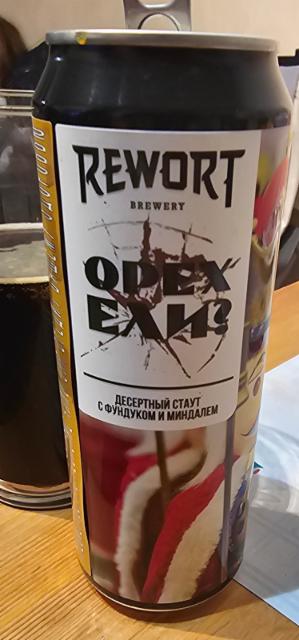 REWORT
BREWERY
ОРЕХ
ЕЛИ?
ДЕСЕРТНЫЙ СТАУТ
С ФУНДУКОМ И МИНДАЛЕМ